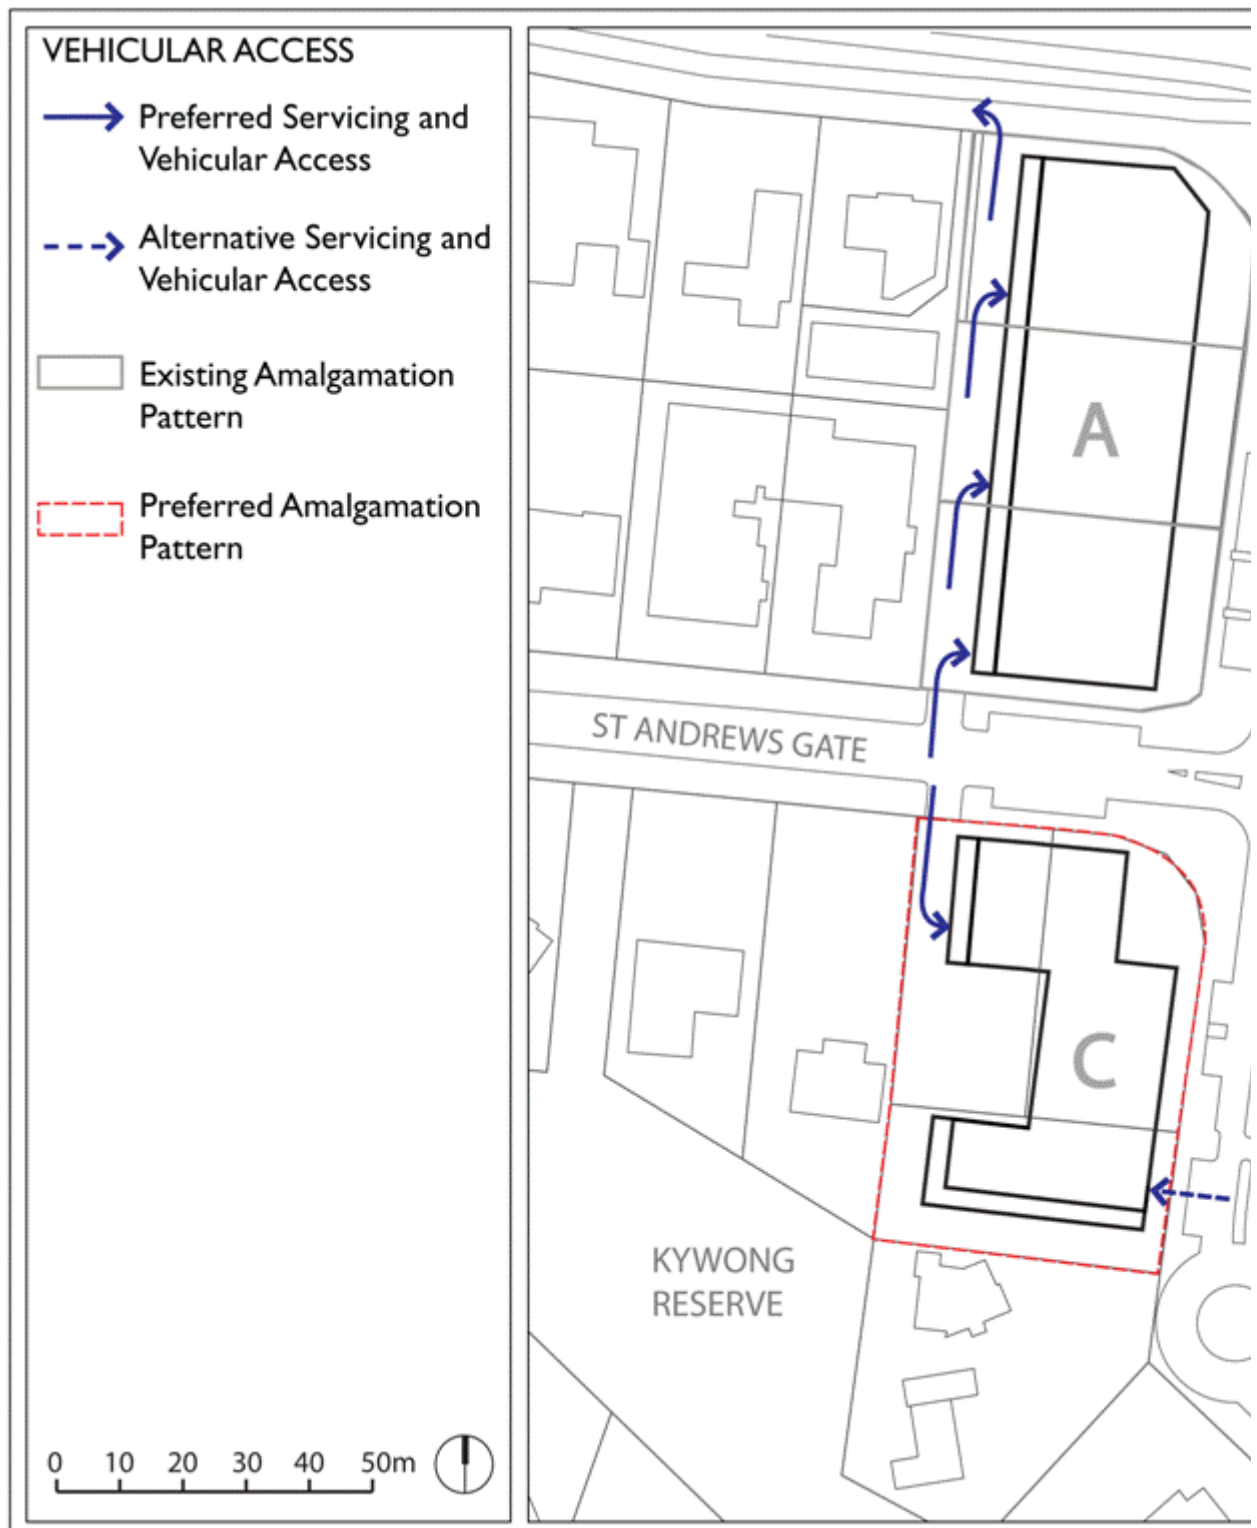 VEHICULAR ACCESS
Preferred Servicing and
Vehicular Access
Alternative Servicing and
Vehicular Access
Existing Amalgamation
Pattern
Preferred Amalgamation
Pattern
0 10 20 30 40 50m
A
ST ANDREWS GATE
C
KYWONG
RESERVE